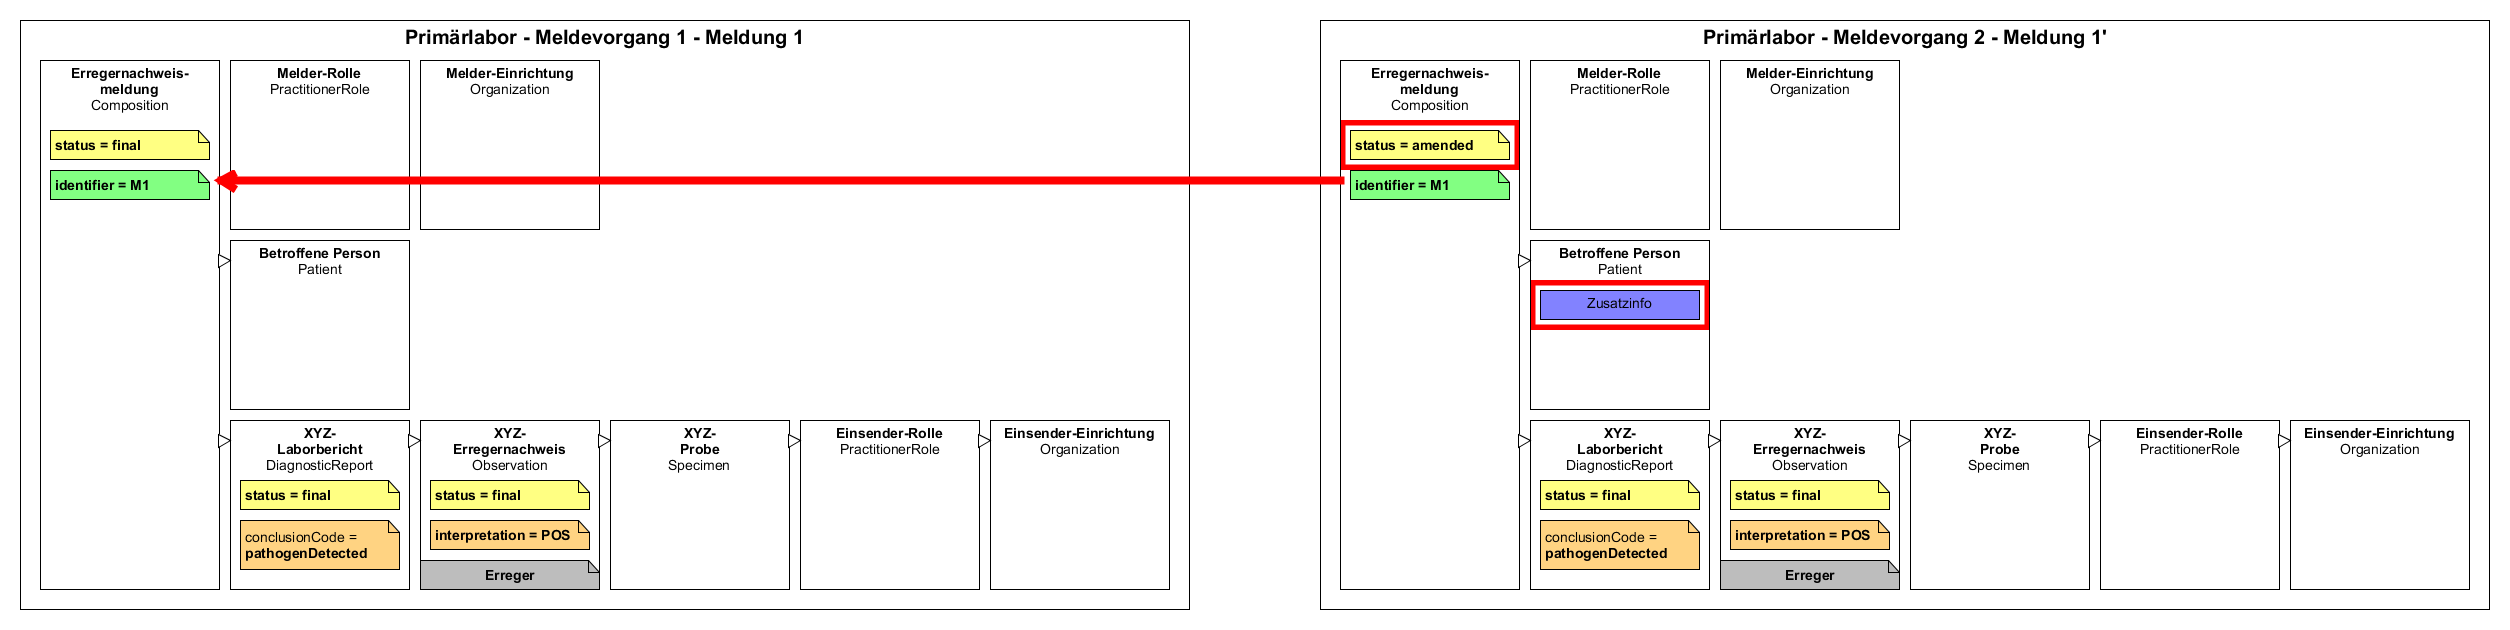 Primärlabor - Meldevorgang 1 - Meldung 1
Erregernachweis-
meldung
Composition
status = final
identifier = M1
Melder-Rolle
PractitionerRole
Melder-Einrichtung
Organization
Betroffene Person
Patient
XYZ-
Laborbericht
DiagnosticReport
status = final
conclusionCode =
pathogenDetected
XYZ-
Erregernachweis
Observation
status = final
interpretation = POS
Erreger
XYZ-
Probe
Specimen
Einsender-Rolle
PractitionerRole
Einsender-Einrichtung
Organization
Primärlabor - Meldevorgang 2 - Meldung 1'
Erregernachweis-
meldung
Composition
status = amended
identifier = M1
Melder-Rolle
PractitionerRole
Melder-Einrichtung
Organization
Betroffene Person
Patient
Zusatzinfo
XYZ-
Laborbericht
DiagnosticReport
status = final
conclusionCode =
pathogenDetected
XYZ-
Erregernachweis
Observation
status = final
interpretation = POS
Erreger
XYZ-
Probe
Specimen
Einsender-Rolle
PractitionerRole
Einsender-Einrichtung
Organization